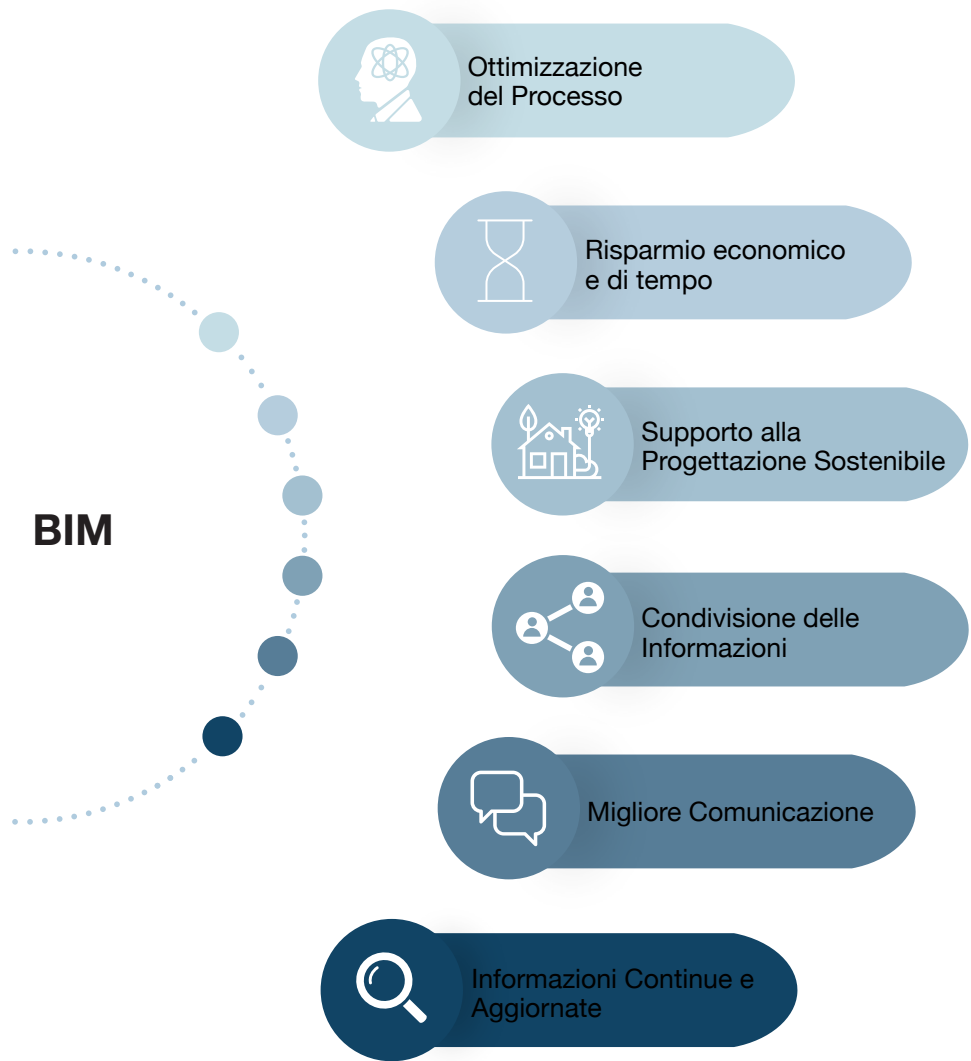 Ottimizzazione
del Processo
Risparmio economico
e di tempo
Supporto alla
Progettazione Sostenibile
BIM
Condivisione delle
Informazioni
Migliore Comunicazione
Informazioni Continue e
Aggiornate